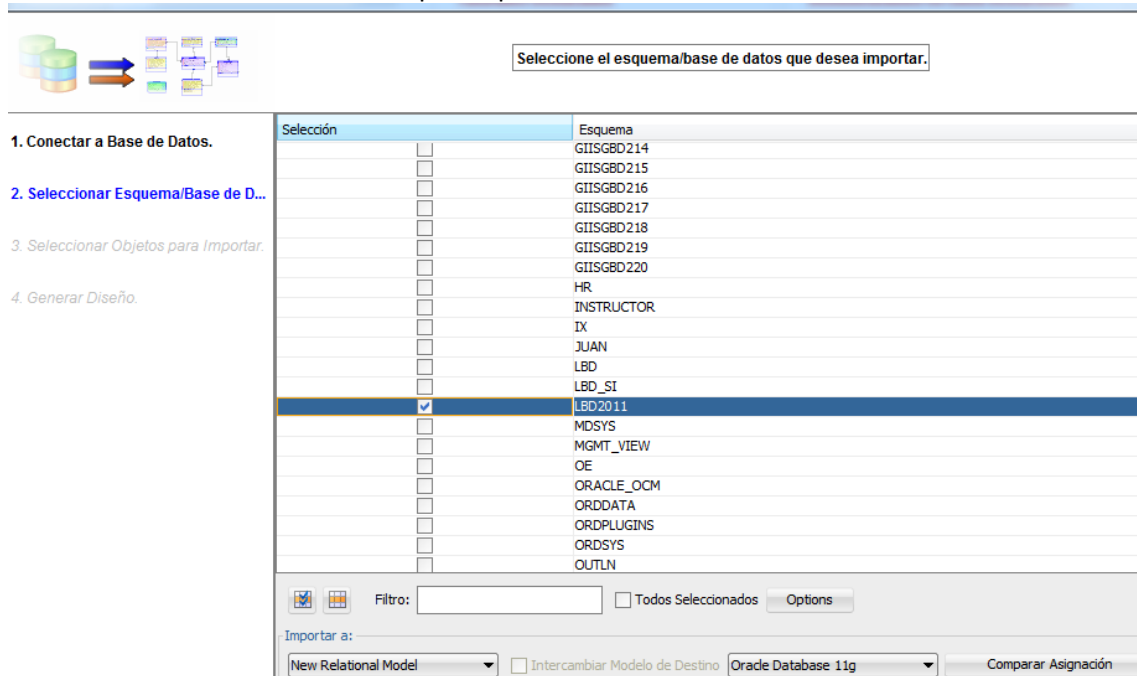 Seleccione el esquema/base de datos que desea importar.
1. Conectar a Base de Datos.
2. Seleccionar Esquema/Base de D...
3. Seleccionar Objetos para Importar.
4. Generar Diseño.
Selección Esquema
GIISGBD214
GIISGBD215
GIISGBD216
GIISGBD217
GIISGBD218
GIISGBD219
GIISGBD220
HR
INSTRUCTOR
IX
JUAN
LBD
LBD_SI
LBD2011
MDSYS
MGMT_VIEW
OE
ORACLE_OCM
ORDDATA
ORDPLUGINS
ORDSYS
OUTLN
Filtro: Todos Seleccionados Options
Importar a:
New Relational Model Intercambiar Modelo de Destino Oracle Database 11g Comparar Asignación